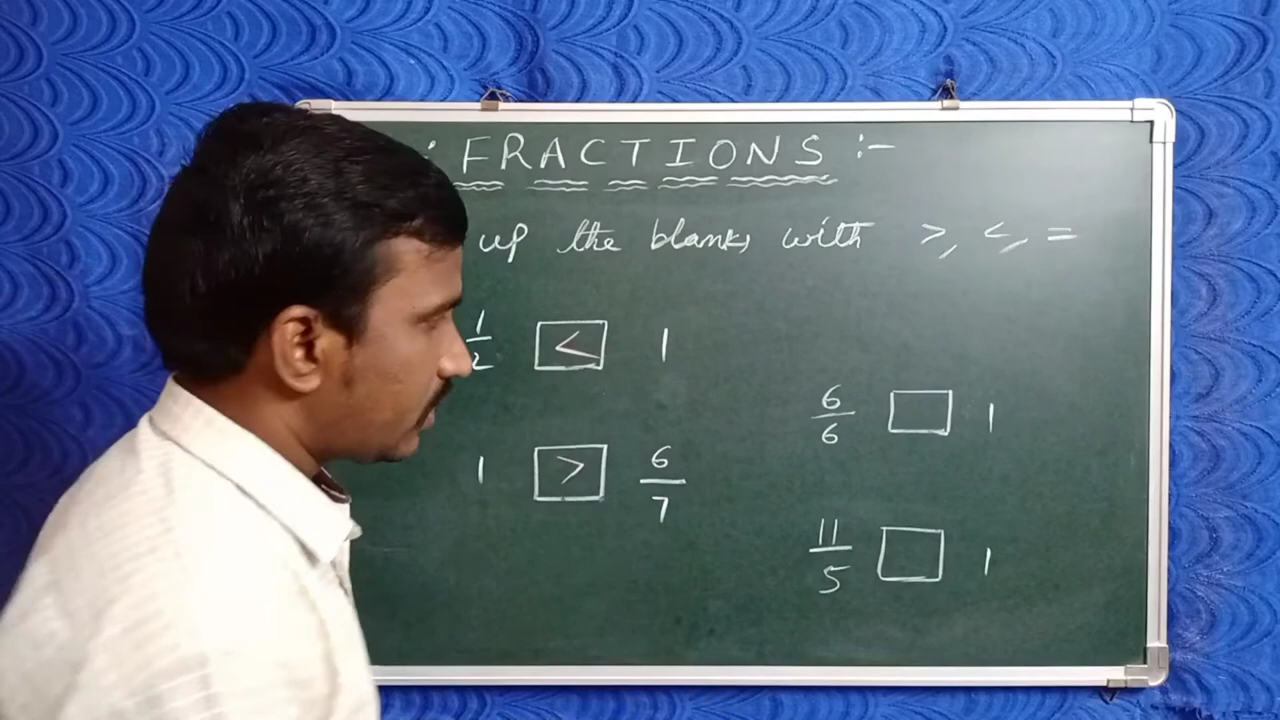 : FRACTIONS :-
up the blanks with >, <, =
1/2 < 1
6/6 □ 1
1 > 6/7
11/5 □ 1